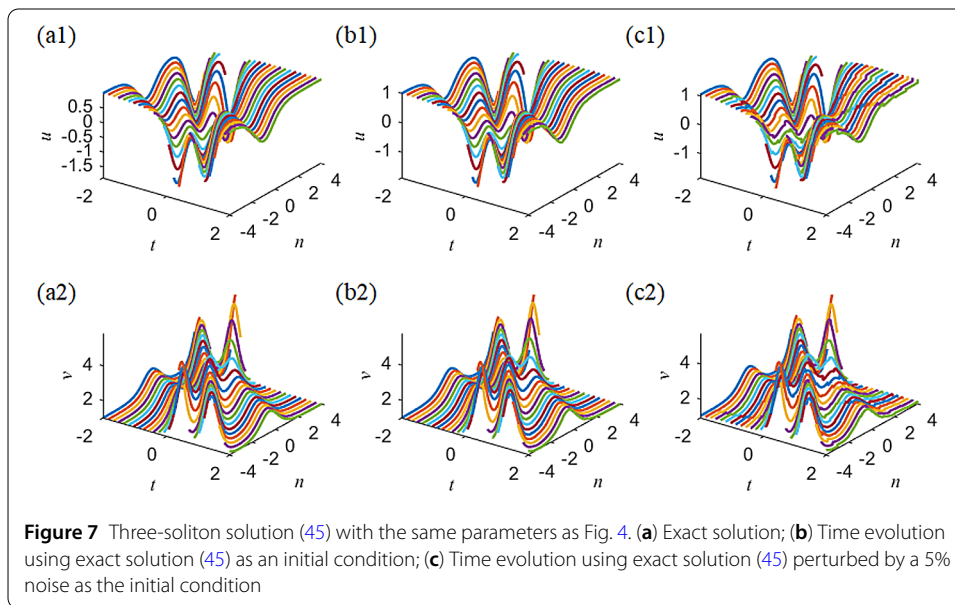 (a1) (b1) (c1)
0.5
0
-0.5
-1
-1.5
u
-2
0
2
t
-4
-2
0
2
4
n
1
0
-1
u
-2
0
2
t
-4
-2
0
2
4
n
1
0
-1
u
-2
0
2
t
-4
-2
0
2
4
n
(a2) (b2) (c2)
4
2
v
-2
0
2
t
-4
-2
0
2
4
n
4
2
v
-2
0
2
t
-4
-2
0
2
4
n
4
2
v
-2
0
2
t
-4
-2
0
2
4
n
Figure 7 Three-soliton solution (45) with the same parameters as Fig. 4. (a) Exact solution; (b) Time evolution
using exact solution (45) as an initial condition; (c) Time evolution using exact solution (45) perturbed by a 5%
noise as the initial condition